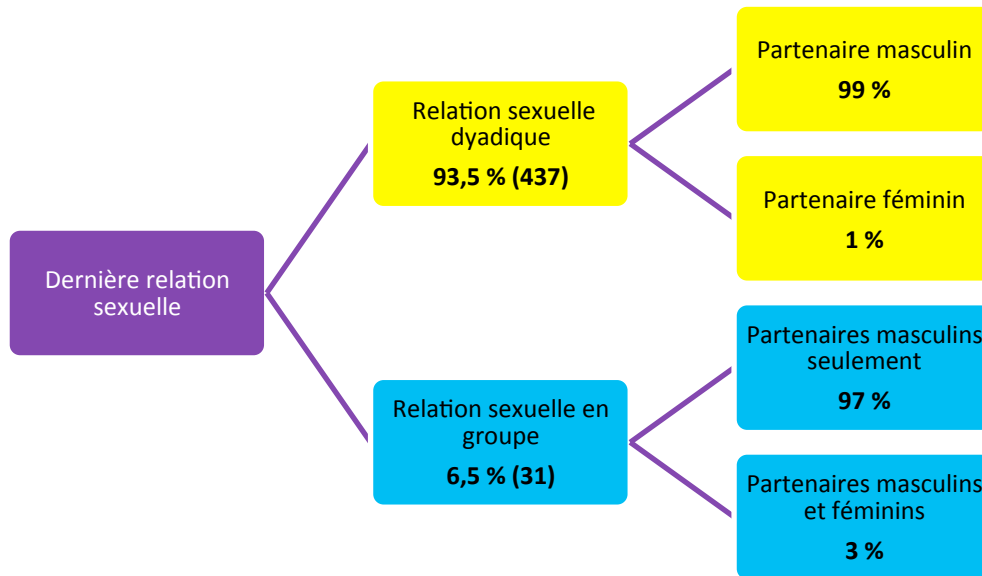 Dernière relation
sexuelle
Relation sexuelle
dyadique
93,5 % (437)
Partenaire masculin
99 %
Partenaire féminin
1 %
Relation sexuelle en
groupe
6,5 % (31)
Partenaires masculins
seulement
97 %
Partenaires masculins
et féminins
3 %